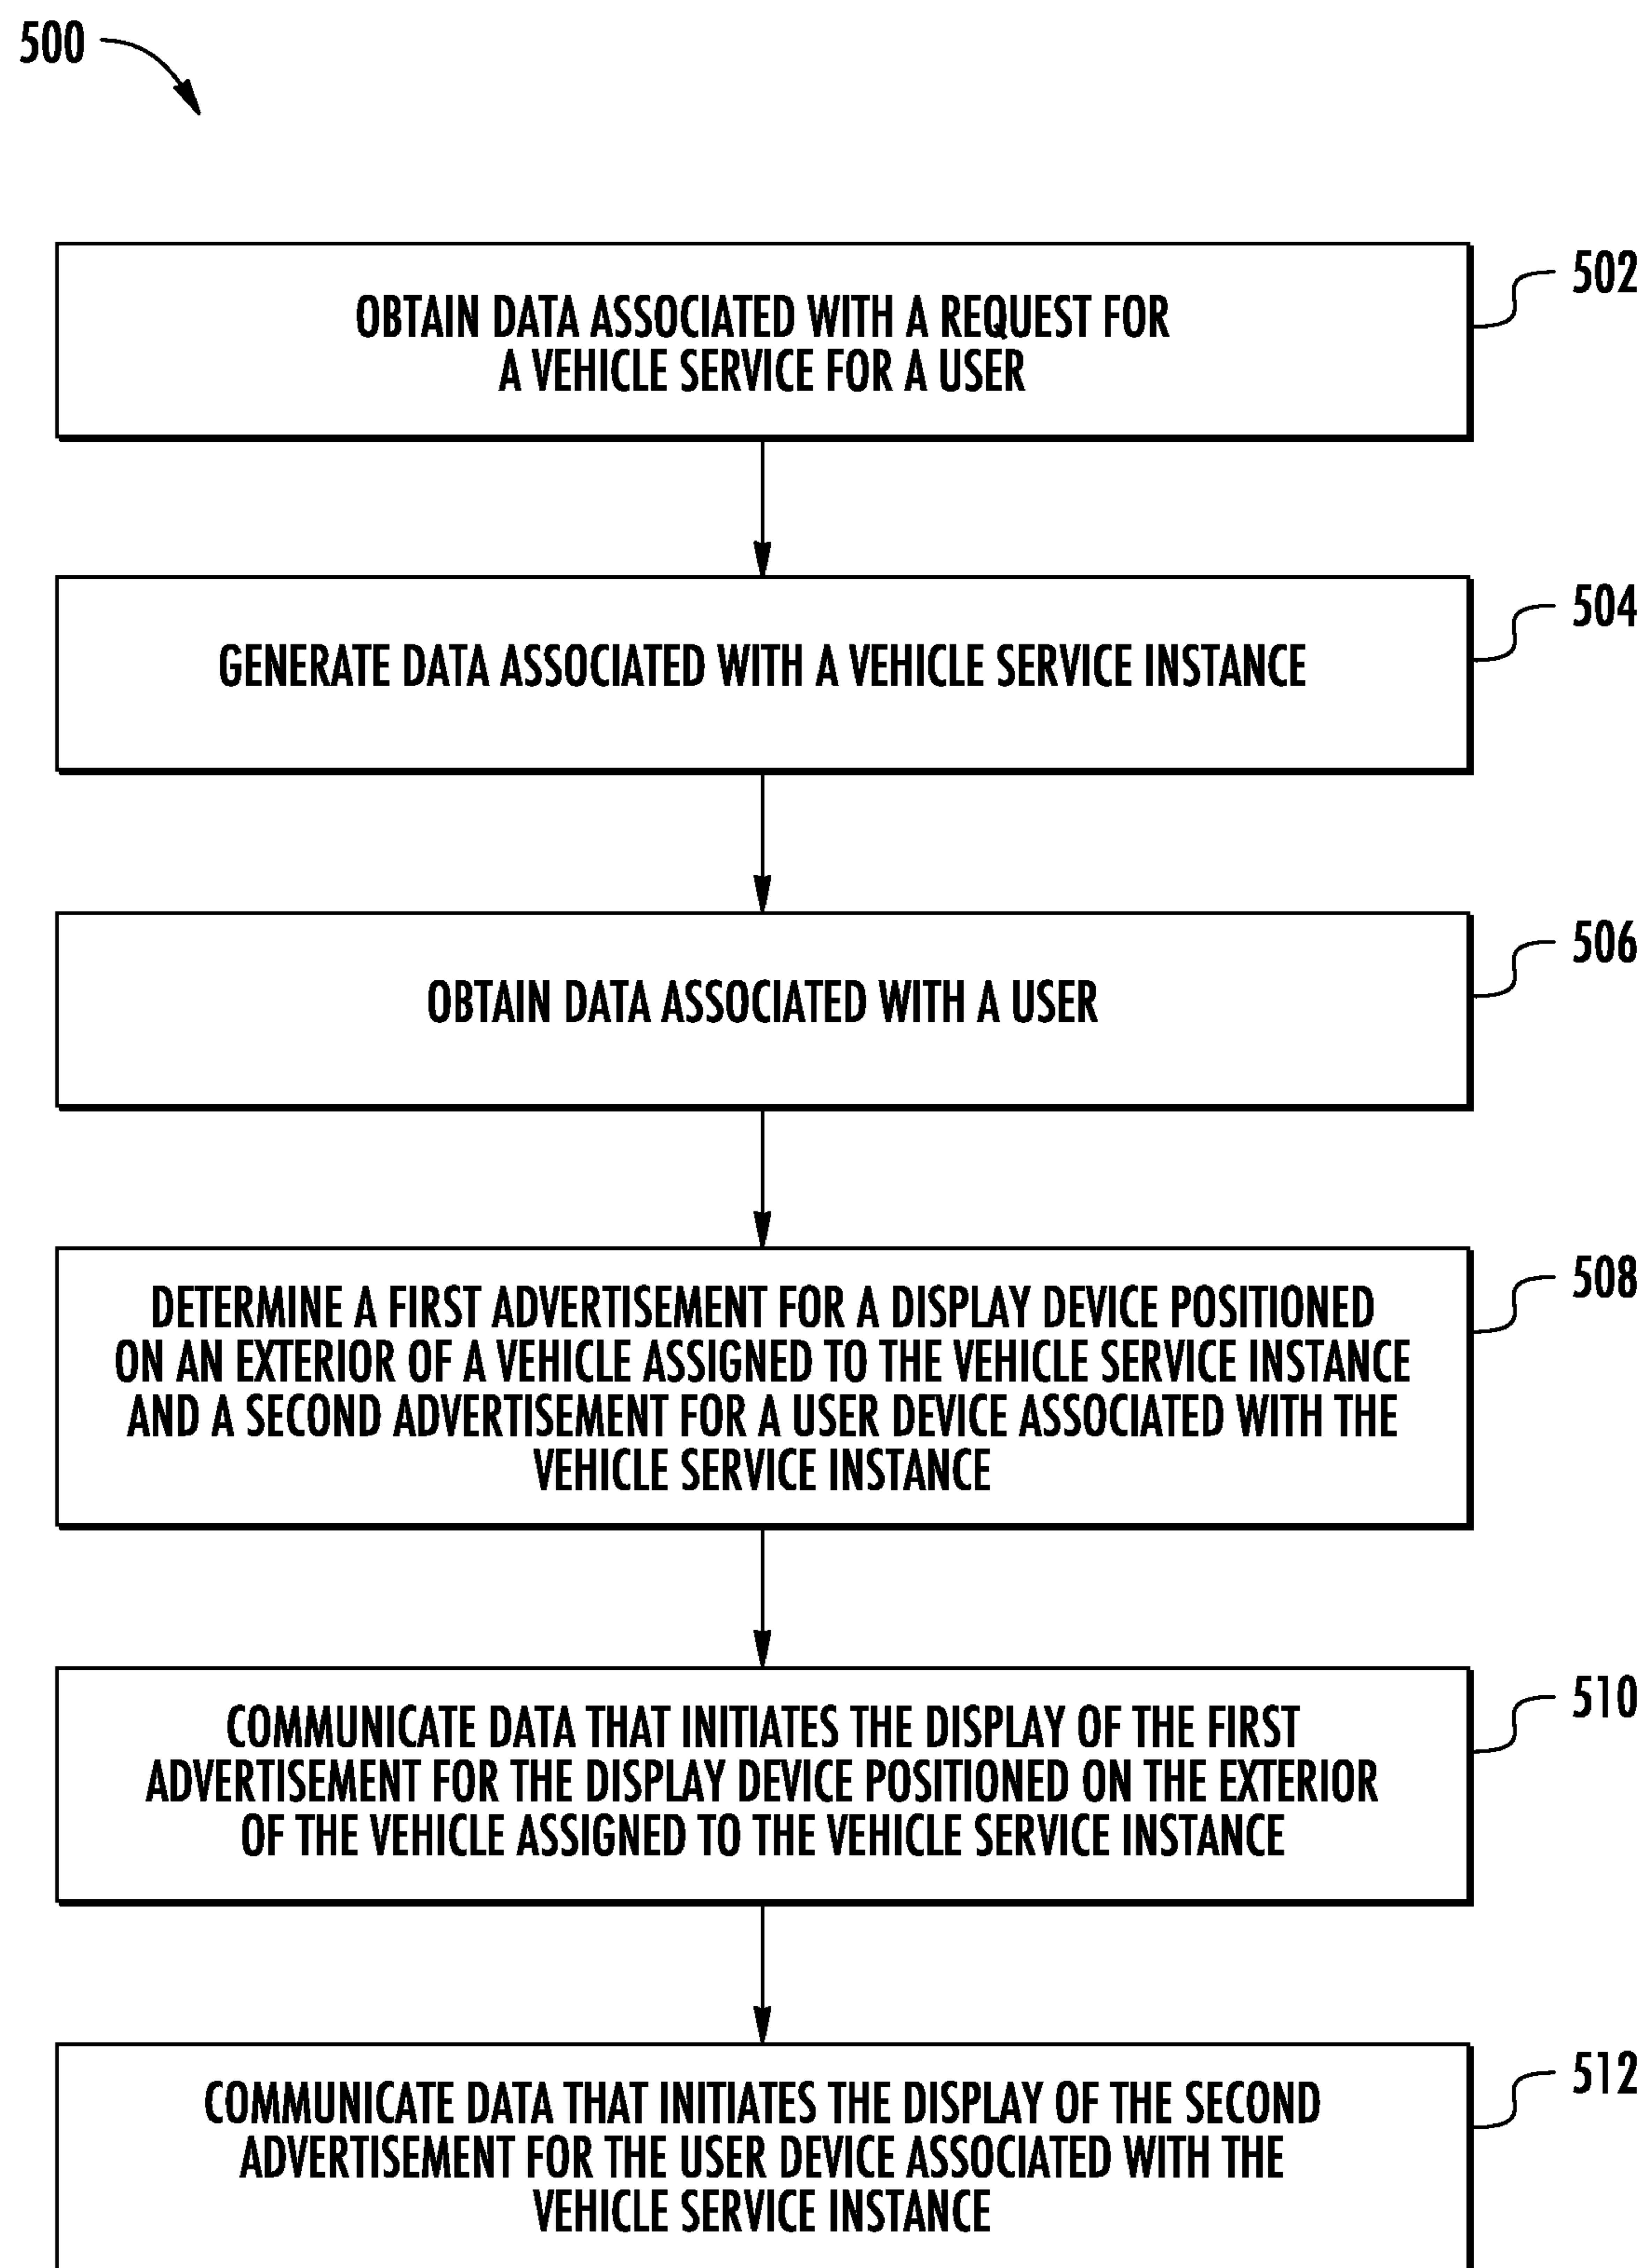 500
502
OBTAIN DATA ASSOCIATED WITH A REQUEST FOR
A VEHICLE SERVICE FOR A USER
504
GENERATE DATA ASSOCIATED WITH A VEHICLE SERVICE INSTANCE
506
OBTAIN DATA ASSOCIATED WITH A USER
508
DETERMINE A FIRST ADVERTISEMENT FOR A DISPLAY DEVICE POSITIONED
ON AN EXTERIOR OF A VEHICLE ASSIGNED TO THE VEHICLE SERVICE INSTANCE
AND A SECOND ADVERTISEMENT FOR A USER DEVICE ASSOCIATED WITH THE
VEHICLE SERVICE INSTANCE
510
COMMUNICATE DATA THAT INITIATES THE DISPLAY OF THE FIRST
ADVERTISEMENT FOR THE DISPLAY DEVICE POSITIONED ON THE EXTERIOR
OF THE VEHICLE ASSIGNED TO THE VEHICLE SERVICE INSTANCE
512
COMMUNICATE DATA THAT INITIATES THE DISPLAY OF THE SECOND
ADVERTISEMENT FOR THE USER DEVICE ASSOCIATED WITH THE
VEHICLE SERVICE INSTANCE